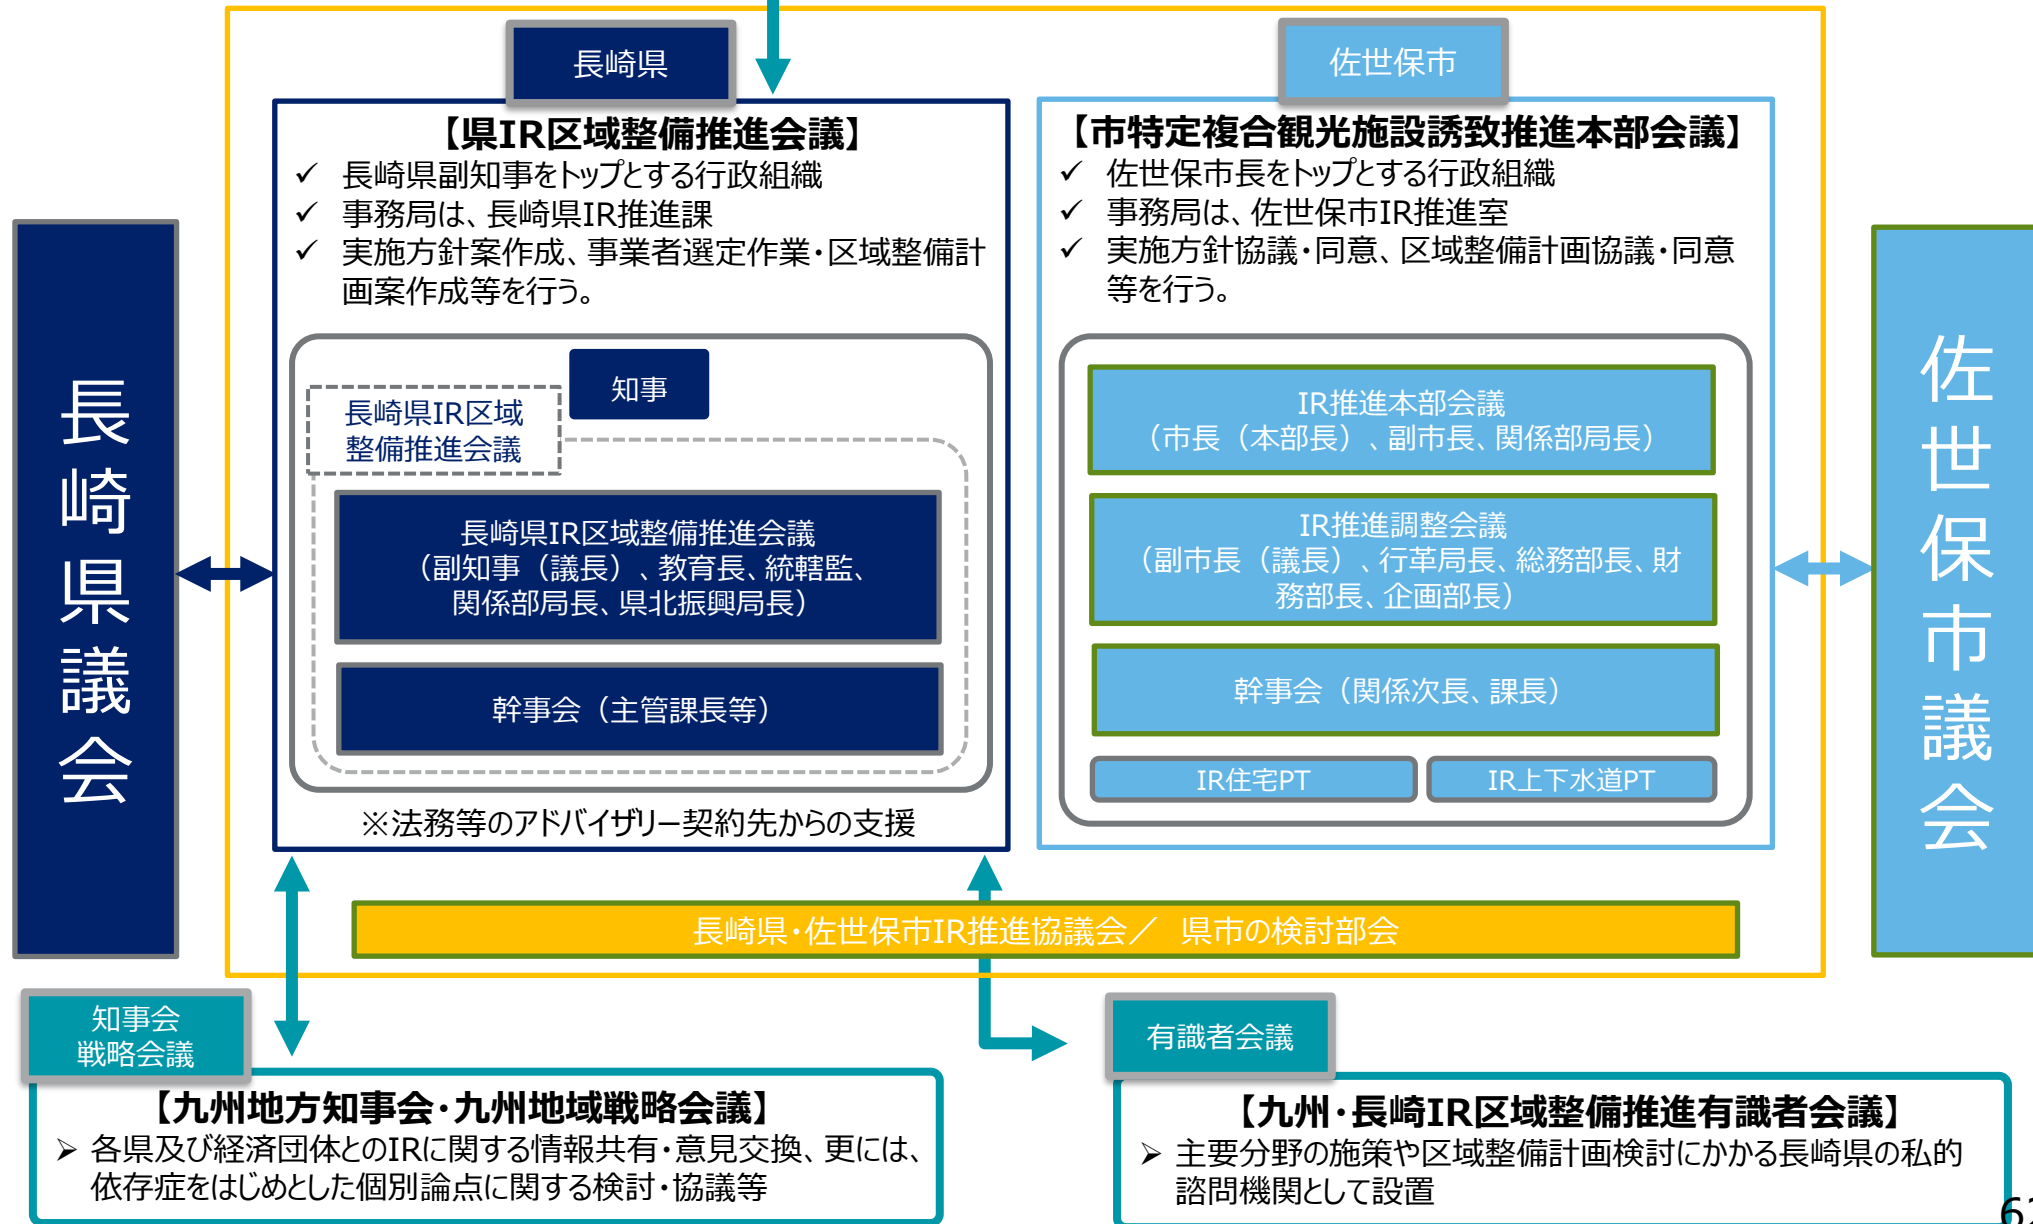 長崎県
【県IR区域整備推進会議】
✓ 長崎県副知事をトップとする行政組織
✓ 事務局は、長崎県IR推進課
✓ 実施方針案作成、事業者選定作業・区域整備計
画案作成等を行う。
知事
長崎県IR区域
整備推進会議
長崎県IR区域整備推進会議
（副知事（議長）、教育長、統轄監、
関係部局長、県北振興局長）
幹事会（主管課長等）
※法務等のアドバイザリー契約先からの支援
佐世保市
【市特定複合観光施設誘致推進本部会議】
✓ 佐世保市長をトップとする行政組織
✓ 事務局は、佐世保市IR推進室
✓ 実施方針協議・同意、区域整備計画協議・同意
等を行う。
IR推進本部会議
（市長（本部長）、副市長、関係部局長）
IR推進調整会議
（副市長（議長）、行革局長、総務部長、財
務部長、企画部長）
幹事会（関係次長、課長）
IR住宅PT
IR上下水道PT
長崎県議会
佐世保市議会
長崎県・佐世保市IR推進協議会／ 県市の検討部会
知事会
戦略会議
【九州地方知事会・九州地域戦略会議】
➢ 各県及び経済団体とのIRに関する情報共有・意見交換、更には、
依存症をはじめとした個別論点に関する検討・協議等
有識者会議
【九州・長崎IR区域整備推進有識者会議】
➢ 主要分野の施策や区域整備計画検討にかかる長崎県の私的
諮問機関として設置